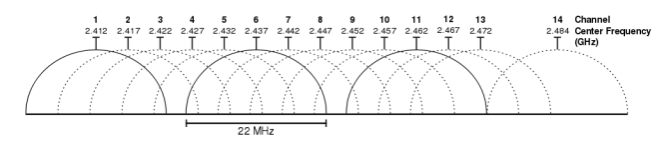 1 2 3 4 5 6 7 8 9 10 11 12 13 14 Channel
2.412 2.417 2.422 2.427 2.432 2.437 2.442 2.447 2.452 2.457 2.462 2.467 2.472 2.484 Center Frequency
(GHz)
22 MHz